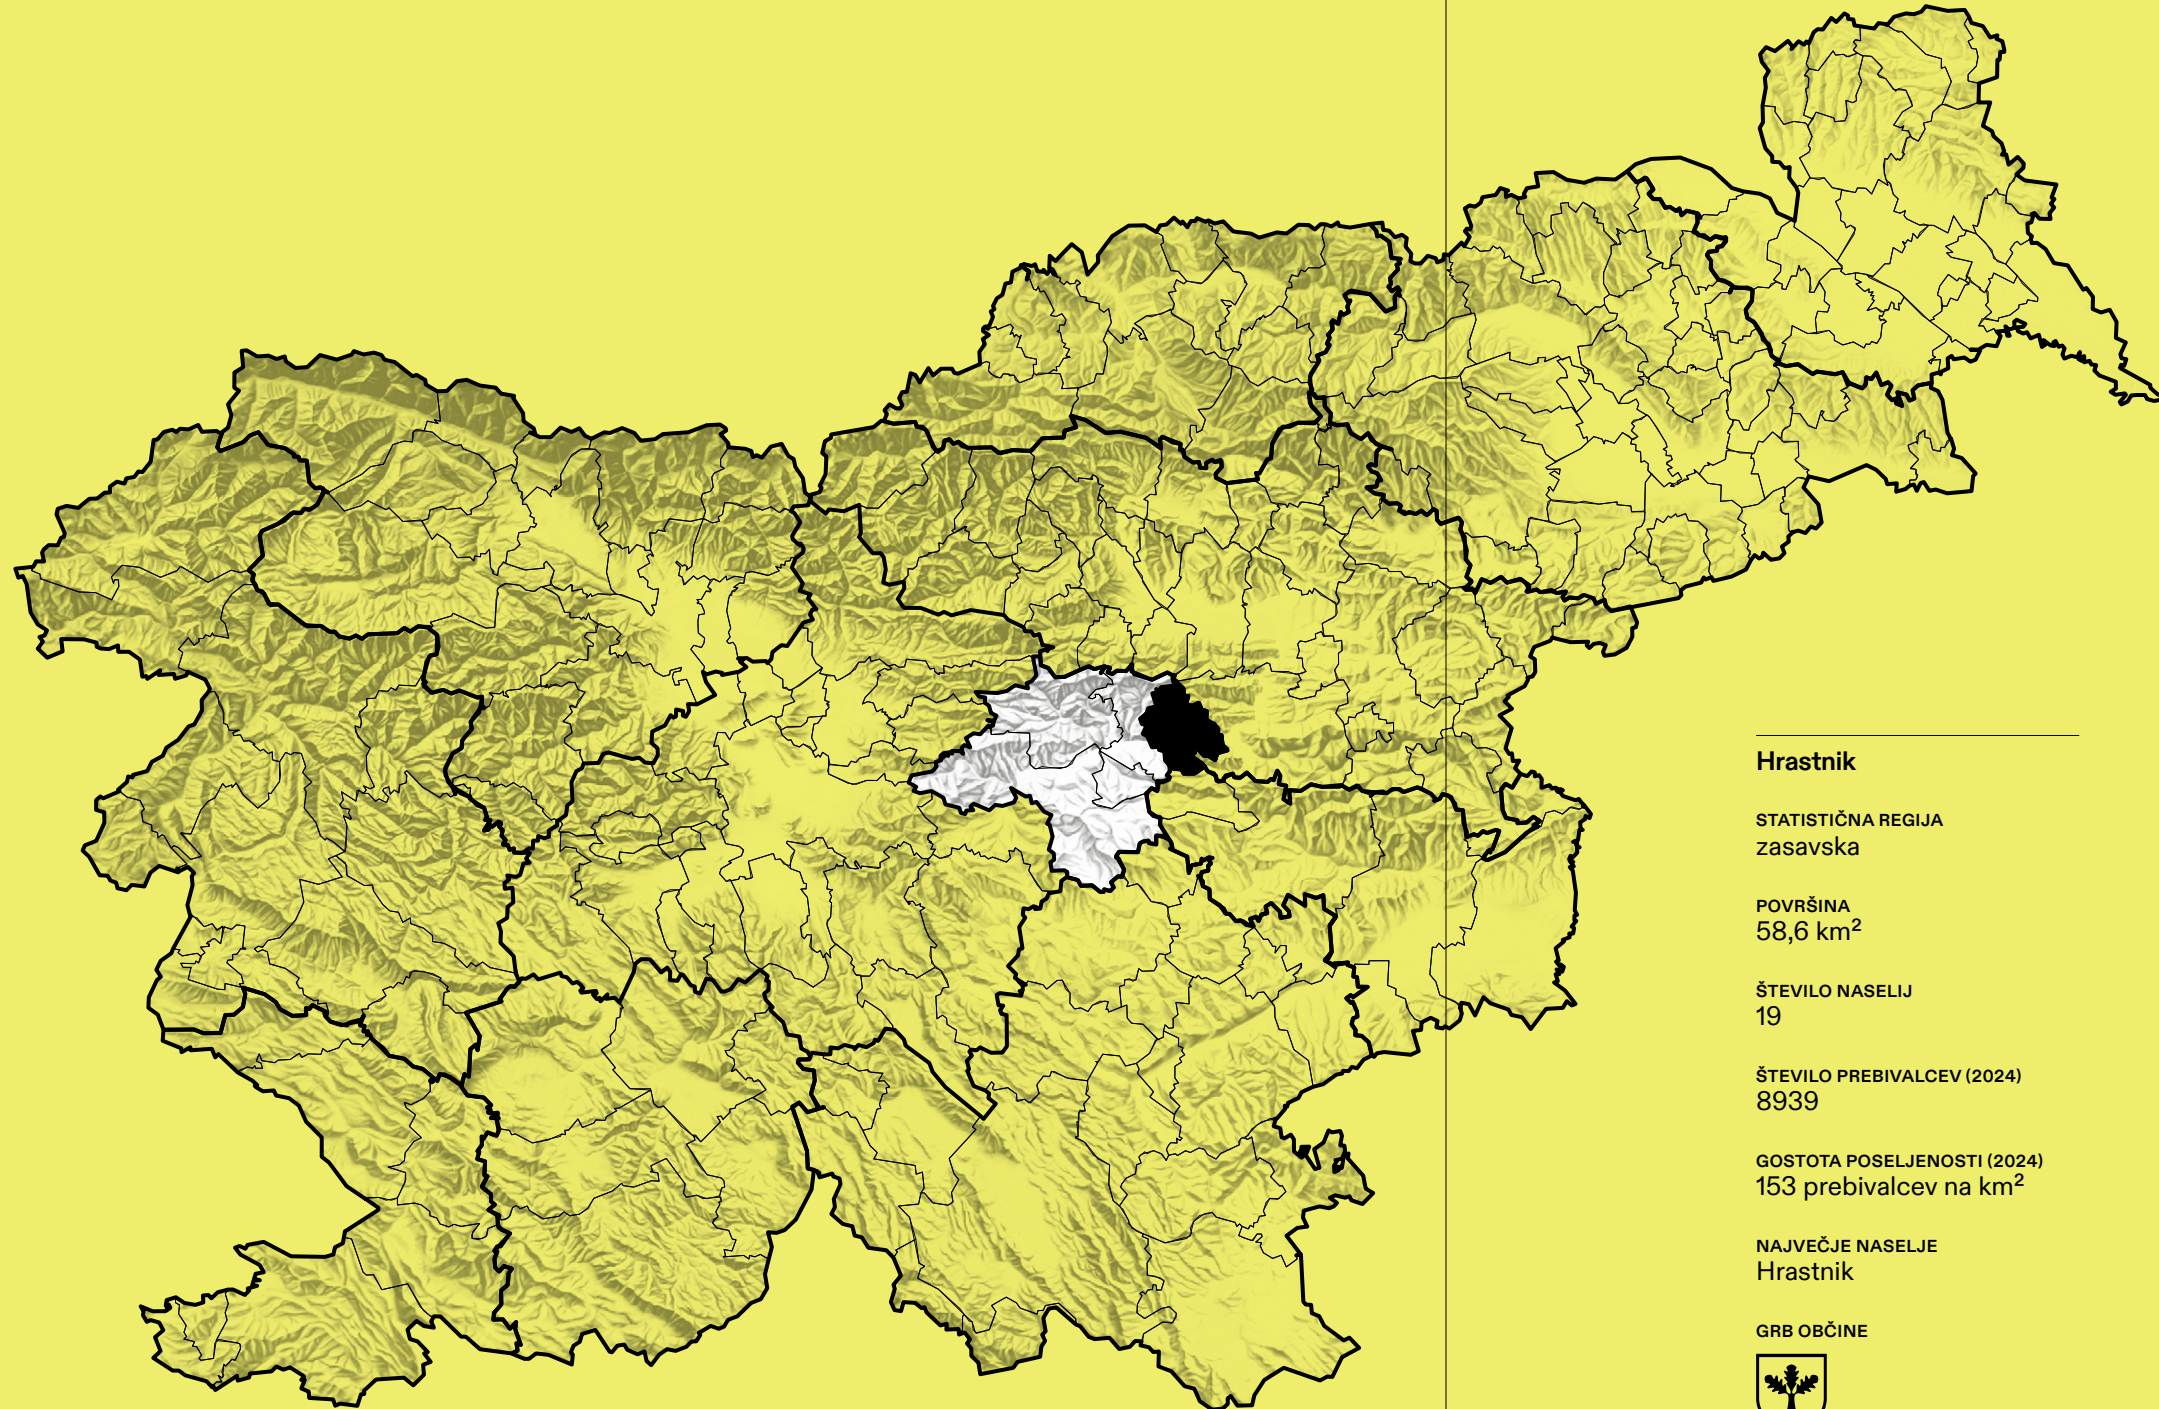 Hrastnik
STATISTIČNA REGIJA
zasavska
POVRŠINA
58,6 km²
ŠTEVILO NASELIJ
19
ŠTEVILO PREBIVALCEV (2024)
8939
GOSTOTA POSELJENOSTI (2024)
153 prebivalcev na km²
NAJVEČJE NASELJE
Hrastnik
GRB OBČINE